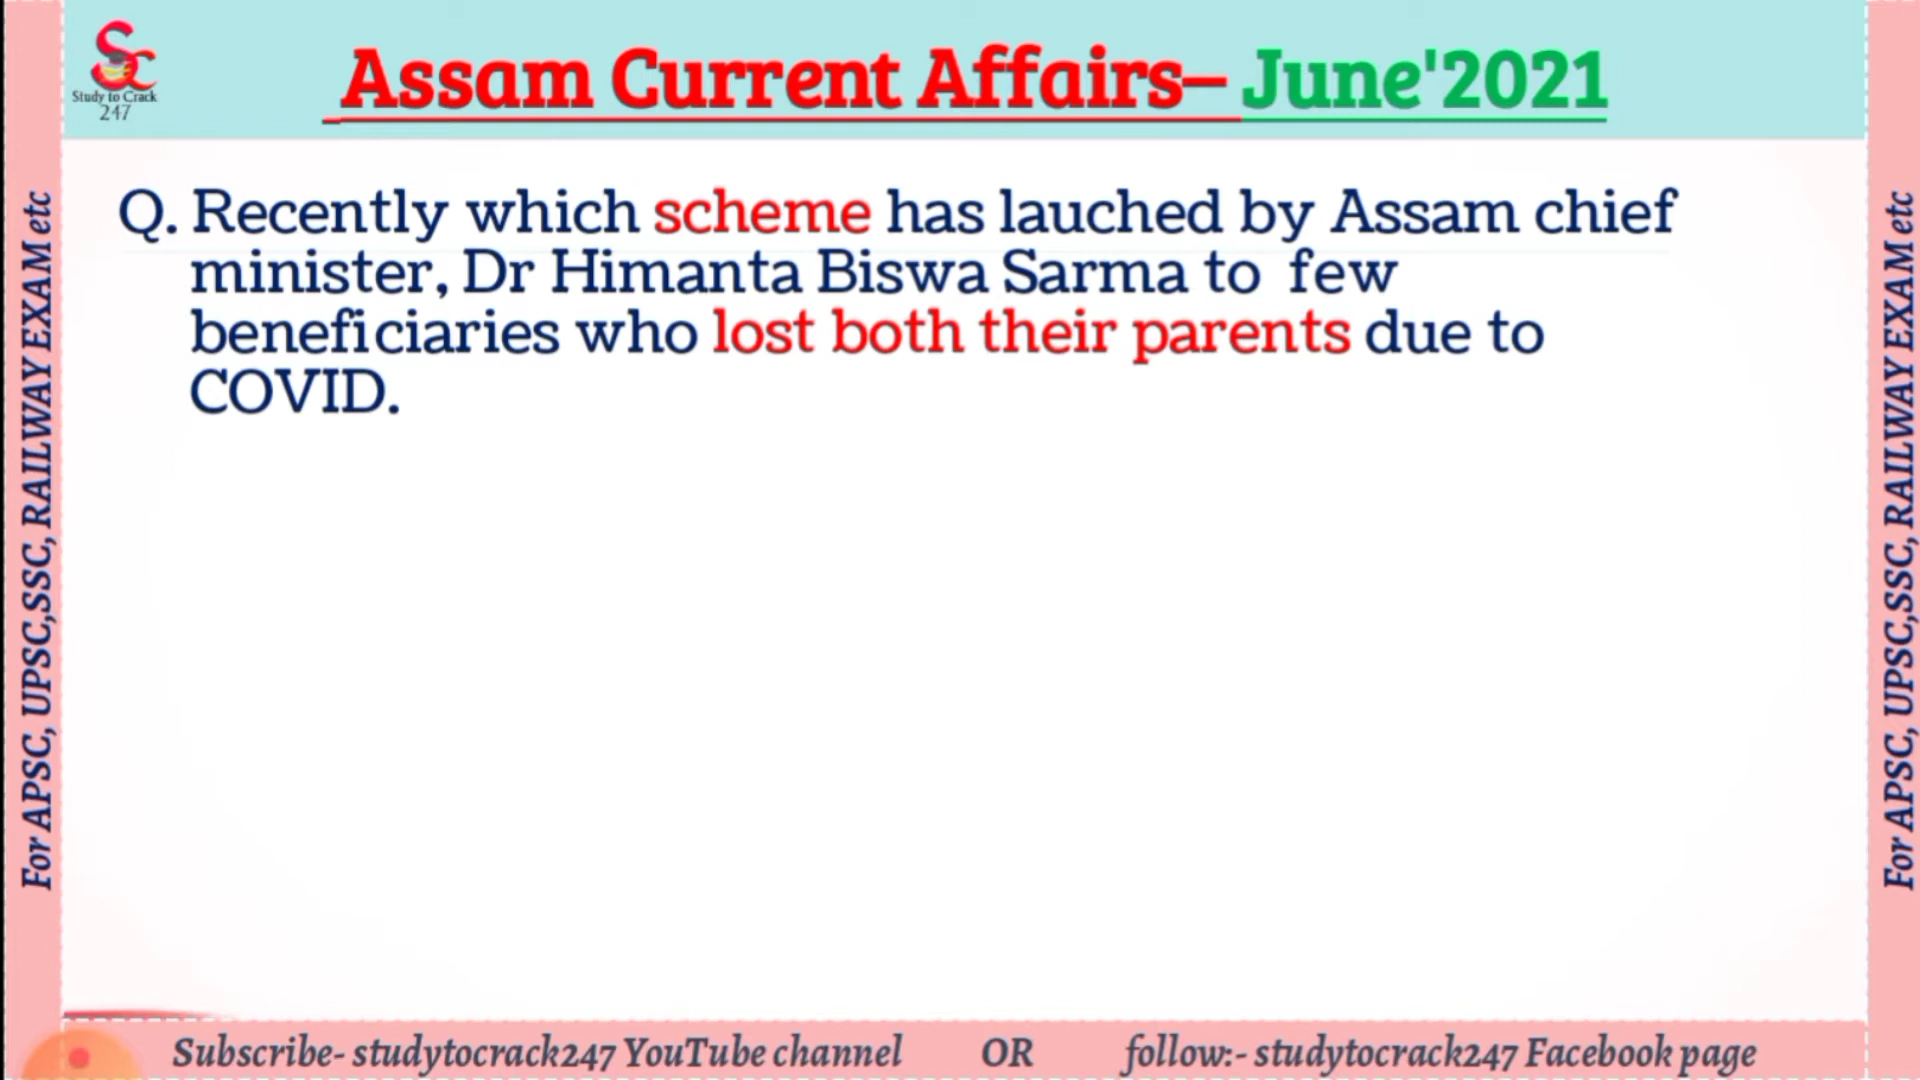 Sc
Study to Crack
247
Assam Current Affairs– June'2021
Q. Recently which scheme has lauched by Assam chief
minister, Dr Himanta Biswa Sarma to few
beneficiaries who lost both their parents due to
COVID.
For APSC, UPSC,SSC, RAILWAY EXAM etc
For APSC, UPSC,SSC, RAILWAY EXAM etc
Subscribe- studytocrack247 YouTube channel OR follow:- studytocrack247 Facebook page